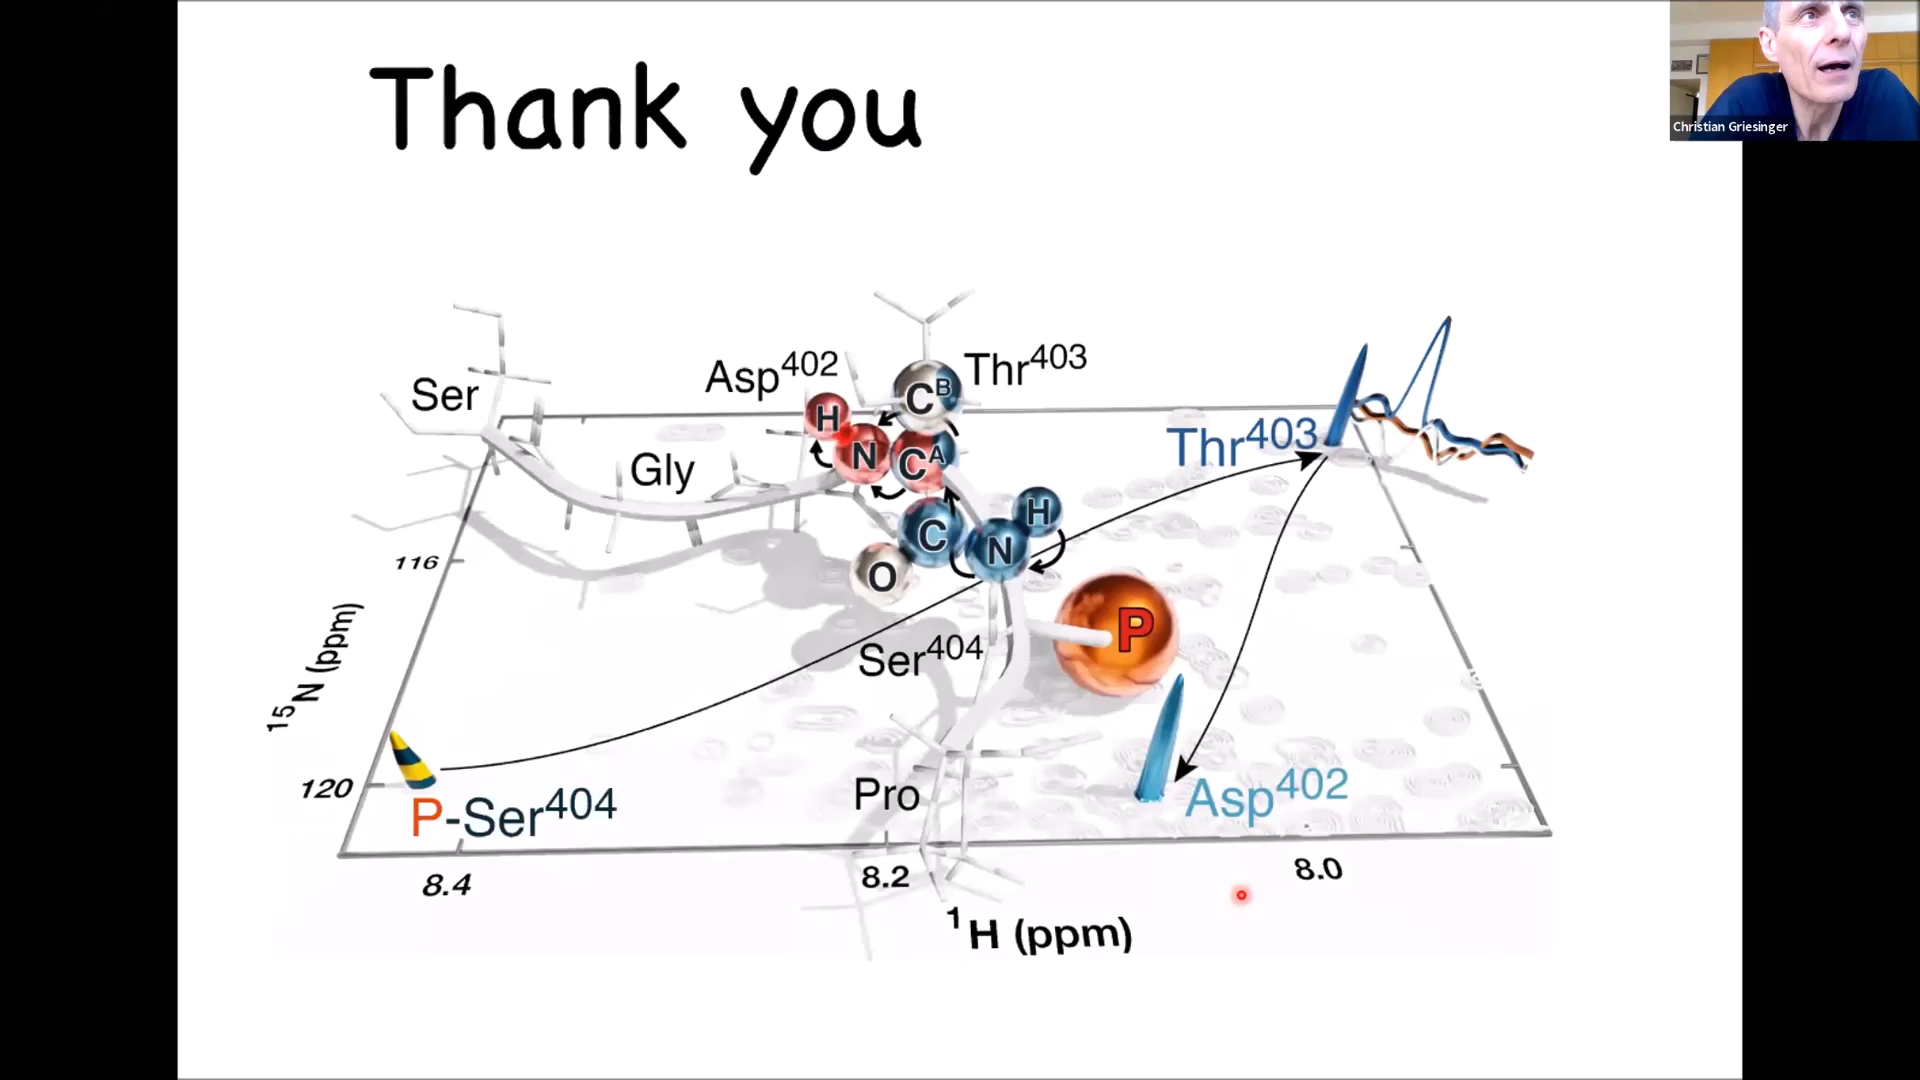 Thank you
Christian Griesinger
Asp402
Thr403
Ser
H
CB
N
CA
Gly
Thr403
H
C
N
O
116
P
Ser404
15N (ppm)
120
Pro
P-Ser404
Asp402
8.4
8.2
8.0
1H (ppm)